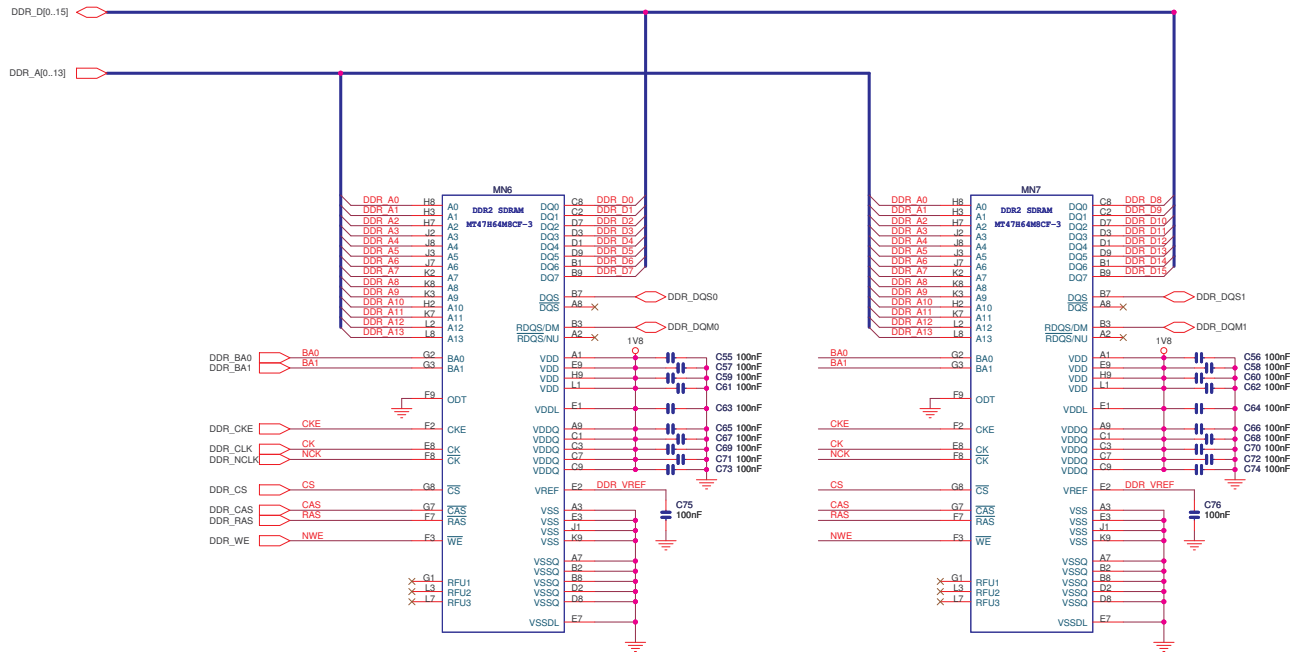 DDR_D[0..15]
DDR_A[0..13]
MN6
DDR2 SDRAM
MT47H64M8CF-3
DDR_A0 H8 A0
DDR_A1 H3 A1
DDR_A2 H7 A2
DDR_A3 J2 A3
DDR_A4 J8 A4
DDR_A5 J3 A5
DDR_A6 J7 A6
DDR_A7 K2 A7
DDR_A8 K8 A8
DDR_A9 K3 A9
DDR_A10 H2 A10
DDR_A11 K7 A11
DDR_A12 L2 A12
DDR_A13 L8 A13
DDR_BA0 BA0 G2 BA0
DDR_BA1 BA1 G3 BA1
F9 ODT
DDR_CKE CKE F2 CKE
DDR_CLK CK E8 CK
DDR_NCLK NCK F8 CK
DDR_CS CS G8 CS
DDR_CAS CAS G7 CAS
DDR_RAS RAS F7 RAS
DDR_WE NWE F3 WE
G1 RFU1
L3 RFU2
L7 RFU3
DQ0 C8 DDR_D0
DQ1 C2 DDR_D1
DQ2 D7 DDR_D2
DQ3 D3 DDR_D3
DQ4 D1 DDR_D4
DQ5 D9 DDR_D5
DQ6 B1 DDR_D6
DQ7 B9 DDR_D7
DQS B7 DDR_DQS0
DQS A8
RDQS/DM B3 DDR_DQM0
RDQS/NU A2
1V8
VDD A1 C55 100nF
VDD E9 C57 100nF
VDD H9 C59 100nF
VDD L1 C61 100nF
VDDL E1 C63 100nF
VDDQ A9 C65 100nF
VDDQ C1 C67 100nF
VDDQ C3 C69 100nF
VDDQ C7 C71 100nF
VDDQ C9 C73 100nF
VREF E2 DDR_VREF
C75
100nF
VSS A3
VSS E3
VSS J1
VSS K9
VSSQ A7
VSSQ B2
VSSQ B8
VSSQ D2
VSSQ D8
VSSDL E7
MN7
DDR2 SDRAM
MT47H64M8CF-3
DDR_A0 H8 A0
DDR_A1 H3 A1
DDR_A2 H7 A2
DDR_A3 J2 A3
DDR_A4 J8 A4
DDR_A5 J3 A5
DDR_A6 J7 A6
DDR_A7 K2 A7
DDR_A8 K8 A8
DDR_A9 K3 A9
DDR_A10 H2 A10
DDR_A11 K7 A11
DDR_A12 L2 A12
DDR_A13 L8 A13
BA0 G2 BA0
BA1 G3 BA1
F9 ODT
CKE F2 CKE
CK E8 CK
NCK F8 CK
CS G8 CS
CAS G7 CAS
RAS F7 RAS
NWE F3 WE
G1 RFU1
L3 RFU2
L7 RFU3
DQ0 C8 DDR_D8
DQ1 C2 DDR_D9
DQ2 D7 DDR_D10
DQ3 D3 DDR_D11
DQ4 D1 DDR_D12
DQ5 D9 DDR_D13
DQ6 B1 DDR_D14
DQ7 B9 DDR_D15
DQS B7 DDR_DQS1
DQS A8
RDQS/DM B3 DDR_DQM1
RDQS/NU A2
1V8
VDD A1 C56 100nF
VDD E9 C58 100nF
VDD H9 C60 100nF
VDD L1 C62 100nF
VDDL E1 C64 100nF
VDDQ A9 C66 100nF
VDDQ C1 C68 100nF
VDDQ C3 C70 100nF
VDDQ C7 C72 100nF
VDDQ C9 C74 100nF
VREF E2 DDR_VREF
C76
100nF
VSS A3
VSS E3
VSS J1
VSS K9
VSSQ A7
VSSQ B2
VSSQ B8
VSSQ D2
VSSQ D8
VSSDL E7